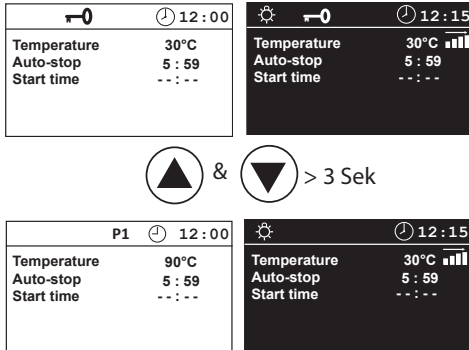 12:00
Temperature 30°C
Auto-stop 5 : 59
Start time - - : - -
12:15
Temperature 30°C
Auto-stop 5 : 59
Start time - - : - -
& > 3 Sek
P1 12:00
Temperature 90°C
Auto-stop 5 : 59
Start time - - : - -
12:15
Temperature 30°C
Auto-stop 5 : 59
Start time - - : - -